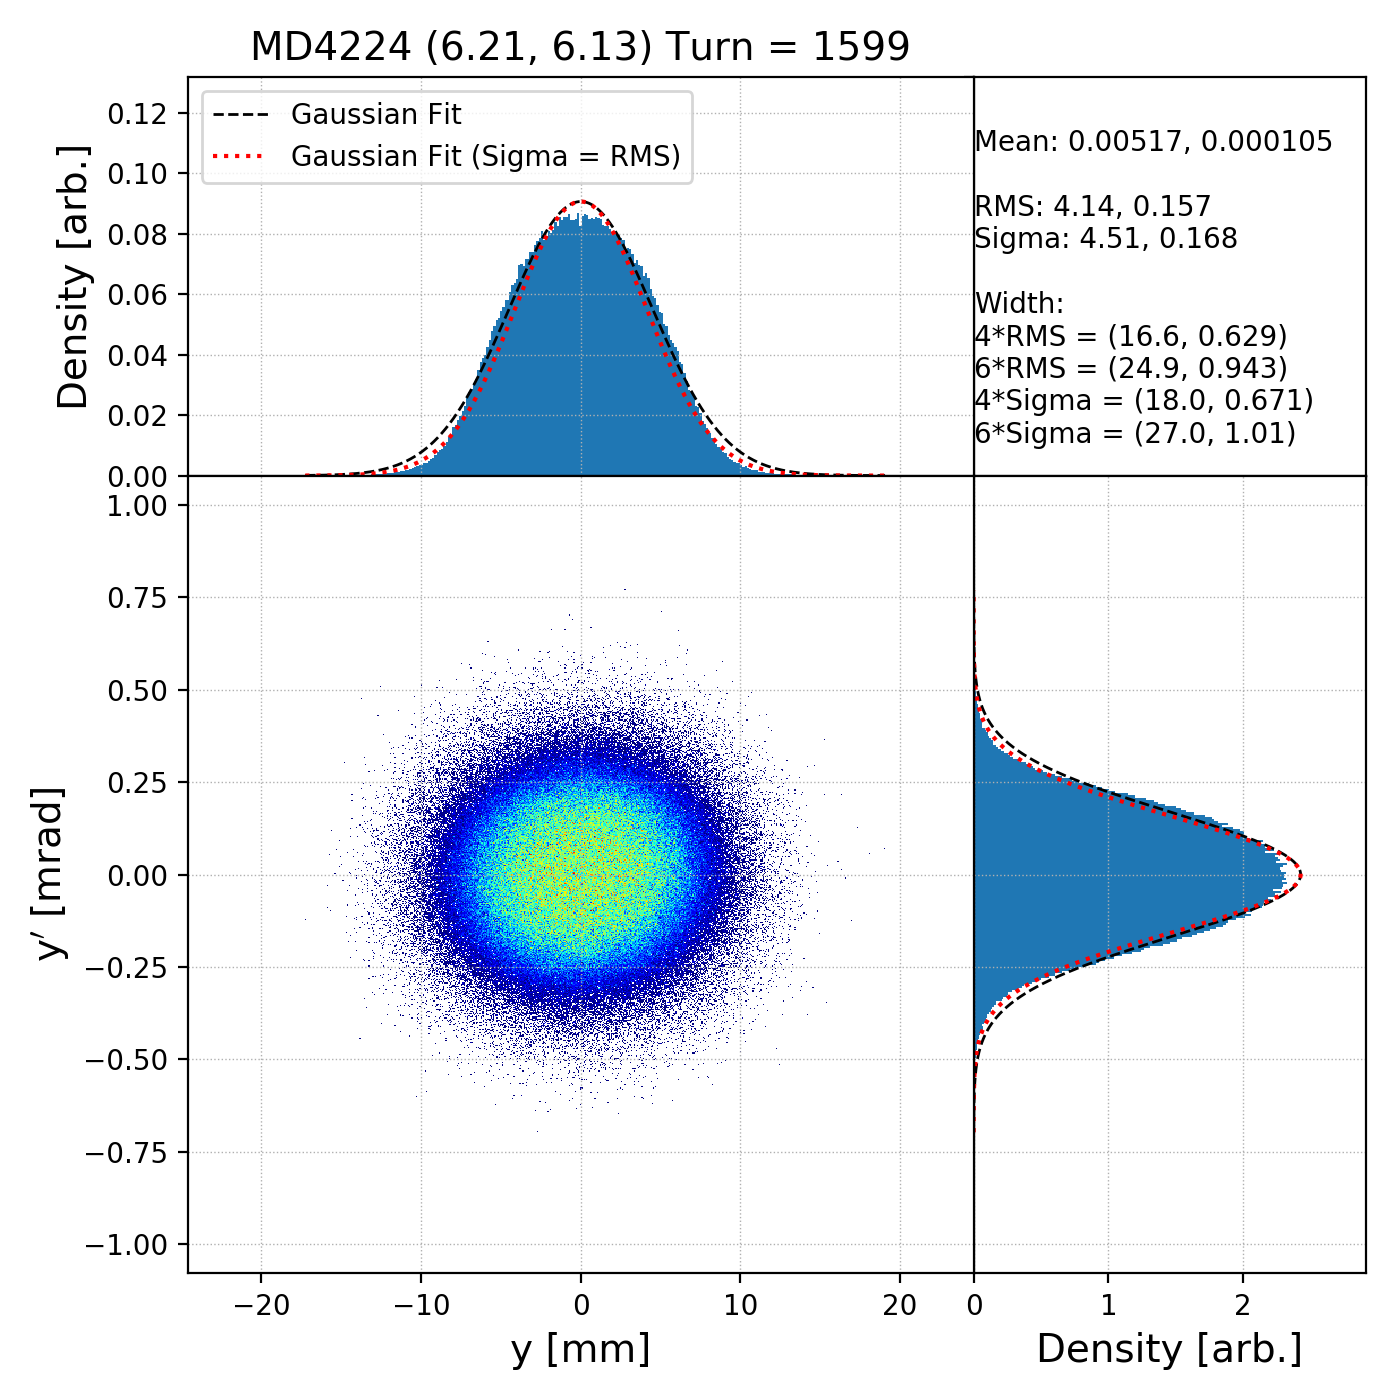 MD4224 (6.21, 6.13) Turn = 1599
Gaussian Fit
Gaussian Fit (Sigma = RMS)
Density [arb.]
0.12
0.10
0.08
0.06
0.04
0.02
0.00
Mean: 0.00517, 0.000105
RMS: 4.14, 0.157
Sigma: 4.51, 0.168
Width:
4*RMS = (16.6, 0.629)
6*RMS = (24.9, 0.943)
4*Sigma = (18.0, 0.671)
6*Sigma = (27.0, 1.01)
y′ [mrad]
1.00
0.75
0.50
0.25
0.00
−0.25
−0.50
−0.75
−1.00
−20 −10 0 10 20
y [mm]
0 1 2
Density [arb.]